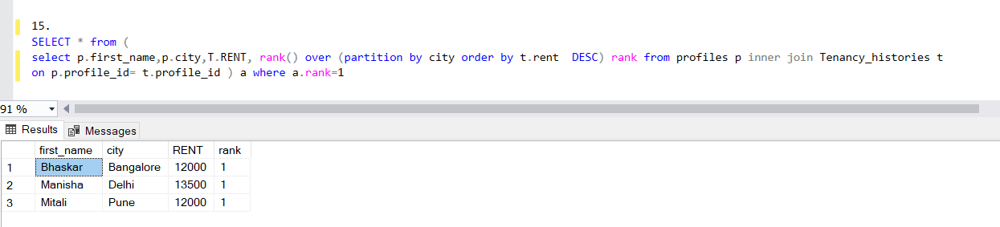 15.
SELECT * from (
select p.first_name,p.city,T.RENT, rank() over (partition by city order by t.rent  DESC) rank from profiles p inner join Tenancy_histories t
on p.profile_id= t.profile_id ) a where a.rank=1
91 %
Results Messages
first_name city RENT rank
1 Bhaskar Bangalore 12000 1
2 Manisha Delhi 13500 1
3 Mitali Pune 12000 1